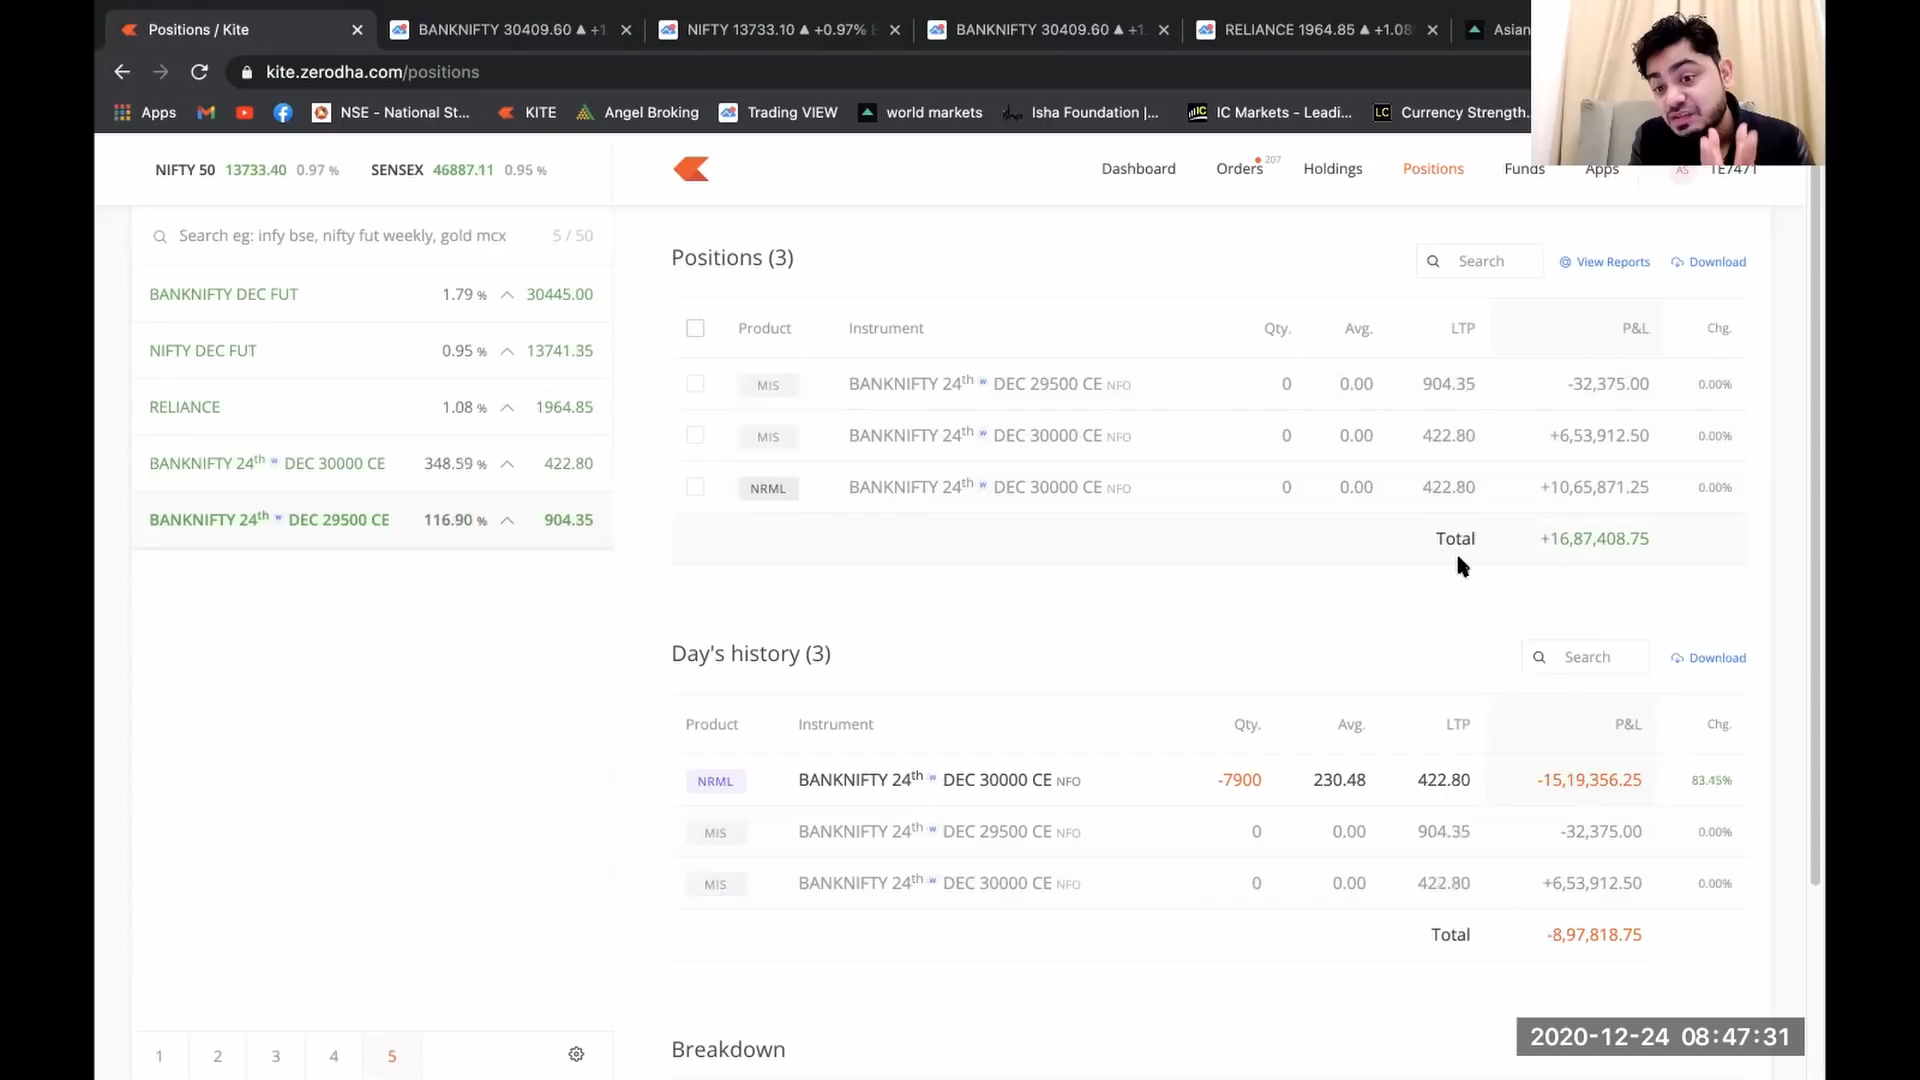 Positions / Kite
BANKNIFTY 30409.60 ▲ +1
NIFTY 13733.10 ▲ +0.97%
BANKNIFTY 30409.60 ▲ +1.
RELIANCE 1964.85 ▲ +1.08
Asian
kite.zerodha.com/positions
Apps
NSE - National St...
KITE
Angel Broking
Trading VIEW
world markets
Isha Foundation |...
IC Markets - Leadi...
LC Currency Strength.
NIFTY 50 13733.40 0.97 %
SENSEX 46887.11 0.95 %
Dashboard
Orders 207
Holdings
Positions
Funds
Apps
AS
TE7471
Search eg: infy bse, nifty fut weekly, gold mcx 5 / 50
BANKNIFTY DEC FUT 1.79 % 30445.00
NIFTY DEC FUT 0.95 % 13741.35
RELIANCE 1.08 % 1964.85
BANKNIFTY 24th w DEC 30000 CE 348.59 % 422.80
BANKNIFTY 24th w DEC 29500 CE 116.90 % 904.35
1 2 3 4 5
Positions (3)
Search
View Reports
Download
Product Instrument Qty. Avg. LTP P&L Chg.
MIS BANKNIFTY 24th w DEC 29500 CE NFO 0 0.00 904.35 -32,375.00 0.00%
MIS BANKNIFTY 24th w DEC 30000 CE NFO 0 0.00 422.80 +6,53,912.50 0.00%
NRML BANKNIFTY 24th w DEC 30000 CE NFO 0 0.00 422.80 +10,65,871.25 0.00%
Total +16,87,408.75
Day's history (3)
Search
Download
Product Instrument Qty. Avg. LTP P&L Chg.
NRML BANKNIFTY 24th w DEC 30000 CE NFO -7900 230.48 422.80 -15,19,356.25 83.45%
MIS BANKNIFTY 24th w DEC 29500 CE NFO 0 0.00 904.35 -32,375.00 0.00%
MIS BANKNIFTY 24th w DEC 30000 CE NFO 0 0.00 422.80 +6,53,912.50 0.00%
Total -8,97,818.75
Breakdown
2020-12-24 08:47:31